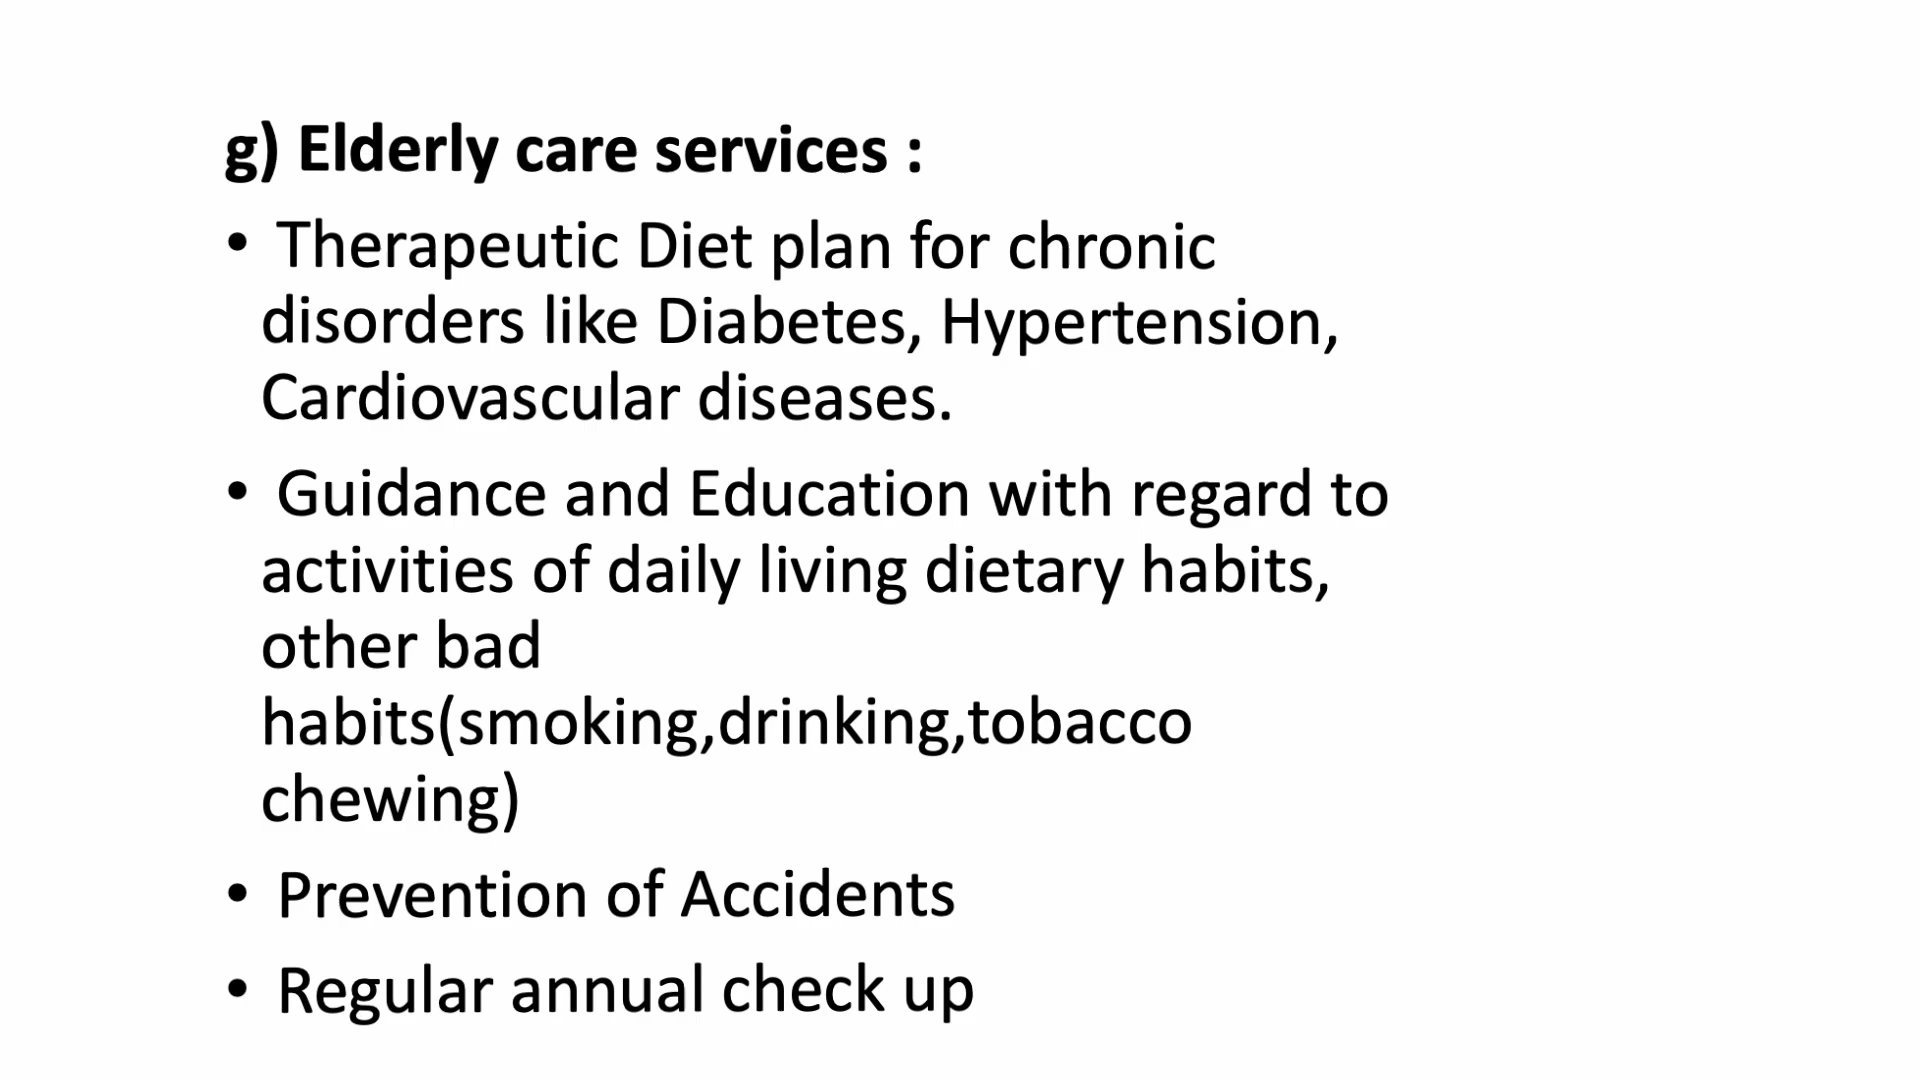 g) Elderly care services :
• Therapeutic Diet plan for chronic
disorders like Diabetes, Hypertension,
Cardiovascular diseases.
• Guidance and Education with regard to
activities of daily living dietary habits,
other bad
habits(smoking,drinking,tobacco
chewing)
• Prevention of Accidents
• Regular annual check up